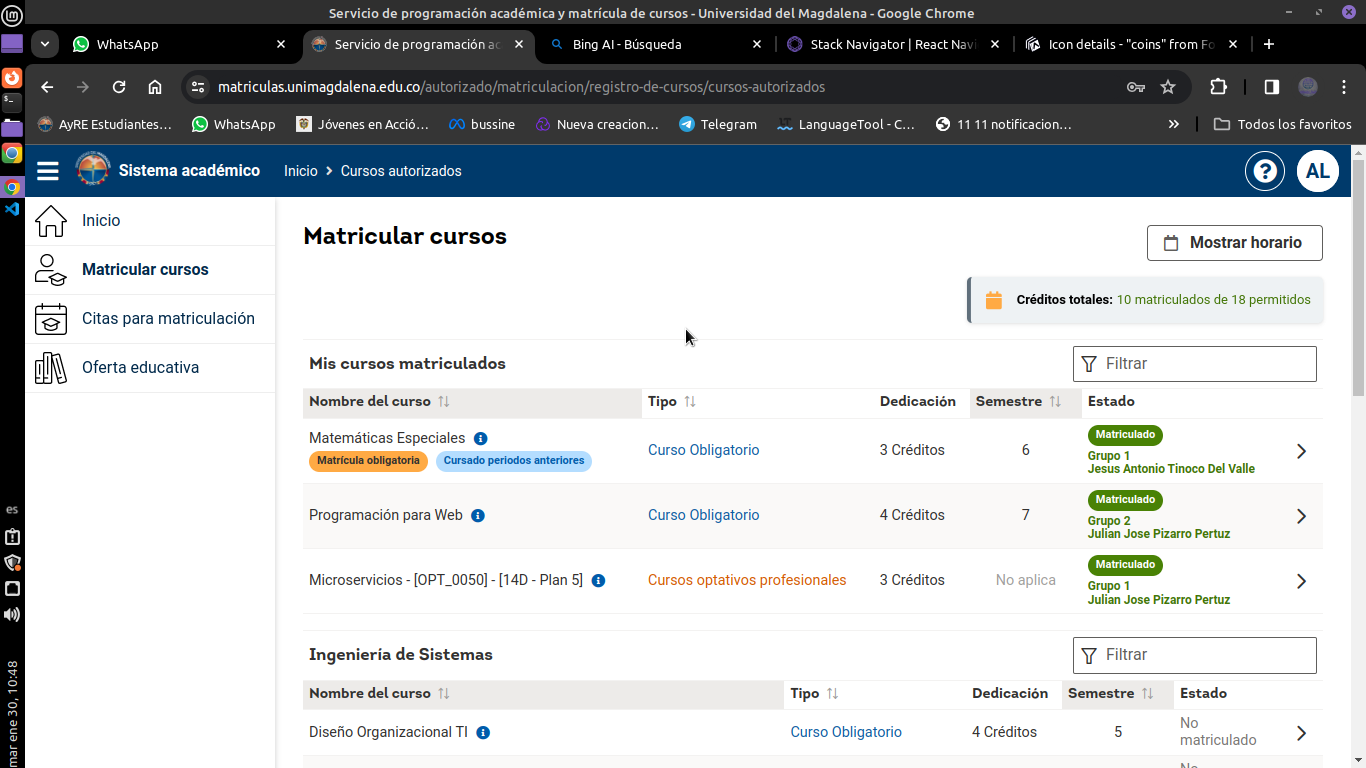 Servicio de programación académica y matrícula de cursos - Universidad del Magdalena - Google Chrome
WhatsApp
Servicio de programación ac
Bing AI - Búsqueda
Stack Navigator | React Navi
Icon details - "coins" from Fo
matriculas.unimagdalena.edu.co/autorizado/matriculacion/registro-de-cursos/cursos-autorizados
AyRE Estudiantes... WhatsApp Jóvenes en Acció... bussine Nueva creacion... Telegram LanguageTool - C... 11 11 notificacion... Todos los favoritos
Sistema académico Inicio Cursos autorizados ? AL
Inicio
Matricular cursos
Citas para matriculación
Oferta educativa
Matricular cursos
Mostrar horario
Créditos totales: 10 matriculados de 18 permitidos
Mis cursos matriculados Filtrar
Nombre del curso Tipo Dedicación Semestre Estado
Matemáticas Especiales
Matrícula obligatoria Cursado periodos anteriores
Curso Obligatorio 3 Créditos 6
Matriculado
Grupo 1
Jesus Antonio Tinoco Del Valle
Programación para Web Curso Obligatorio 4 Créditos 7
Matriculado
Grupo 2
Julian Jose Pizarro Pertuz
Microservicios - [OPT_0050] - [14D - Plan 5] Cursos optativos profesionales 3 Créditos No aplica
Matriculado
Grupo 1
Julian Jose Pizarro Pertuz
Ingeniería de Sistemas Filtrar
Nombre del curso Tipo Dedicación Semestre Estado
Diseño Organizacional TI Curso Obligatorio 4 Créditos 5
No
matriculado
es
mar ene 30, 10:48